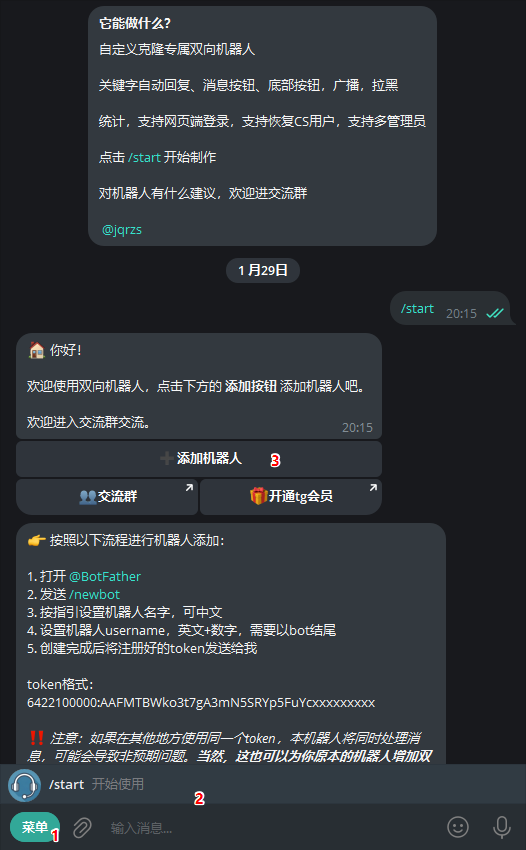 它能做什么?
自定义克隆专属双向机器人
关键字自动回复、消息按钮、底部按钮，广播，拉黑
统计，支持网页端登录，支持恢复CS用户，支持多管理员
点击 /start 开始制作
对机器人有什么建议，欢迎进交流群
@jqrzs
1 月29日
/start 20:15
你好！
欢迎使用双向机器人，点击下方的 添加按钮 添加机器人吧。
欢迎进入交流群交流。
20:15
添加机器人 3
交流群
开通tg会员
按照以下流程进行机器人添加：
1. 打开 @BotFather
2. 发送 /newbot
3. 按指引设置机器人名字，可中文
4. 设置机器人username，英文+数字，需要以bot结尾
5. 创建完成后将注册好的token发送给我
token格式：
6422100000:AAFMTBWko3t7gA3mN5SRYp5FuYcxxxxxxxxx
‼️ 注意：如果在其他地方使用同一个token，本机器人将同时处理消
息，可能会导致非预期问题。当然，这也可以为你原本的机器人增加双
/start 开始使用
2
菜单 1
输入消息...